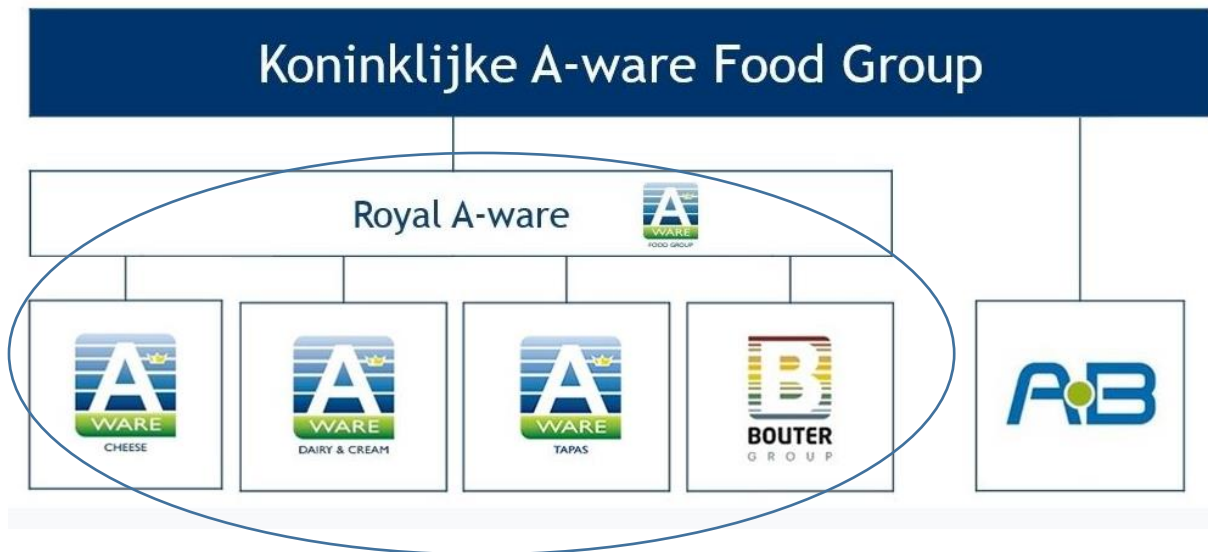 Koninklijke A-ware Food Group
Royal A-ware
A
WARE
FOOD GROUP
A
WARE
CHEESE
A
WARE
DAIRY & CREAM
A
WARE
TAPAS
B
BOUTER
GROUP
A B